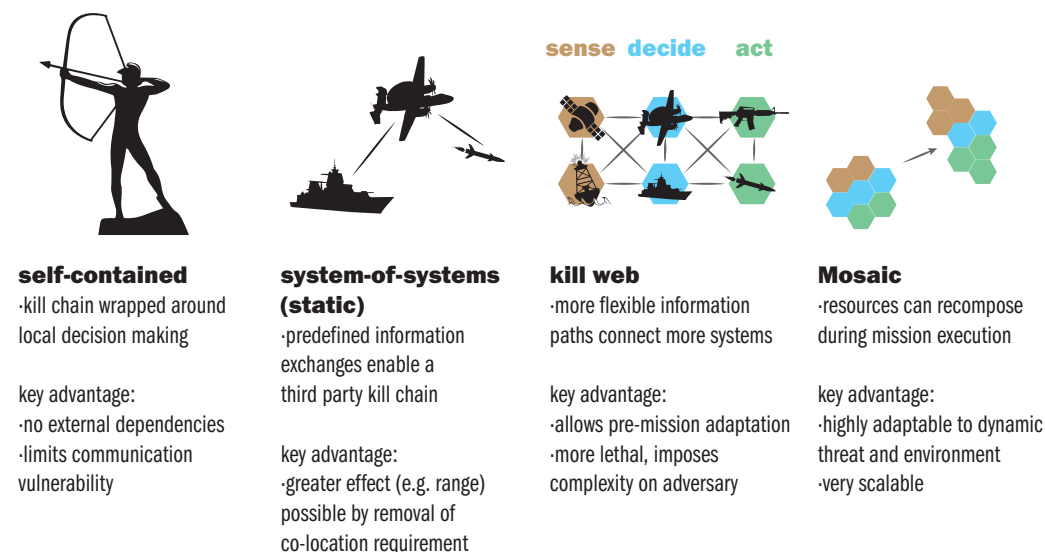 sense decide act
self-contained
·kill chain wrapped around
local decision making
key advantage:
·no external dependencies
·limits communication
vulnerability
system-of-systems
(static)
·predefined information
exchanges enable a
third party kill chain
key advantage:
·greater effect (e.g. range)
possible by removal of
co-location requirement
kill web
·more flexible information
paths connect more systems
key advantage:
·allows pre-mission adaptation
·more lethal, imposes
complexity on adversary
Mosaic
·resources can recompose
during mission execution
key advantage:
·highly adaptable to dynamic
threat and environment
·very scalable